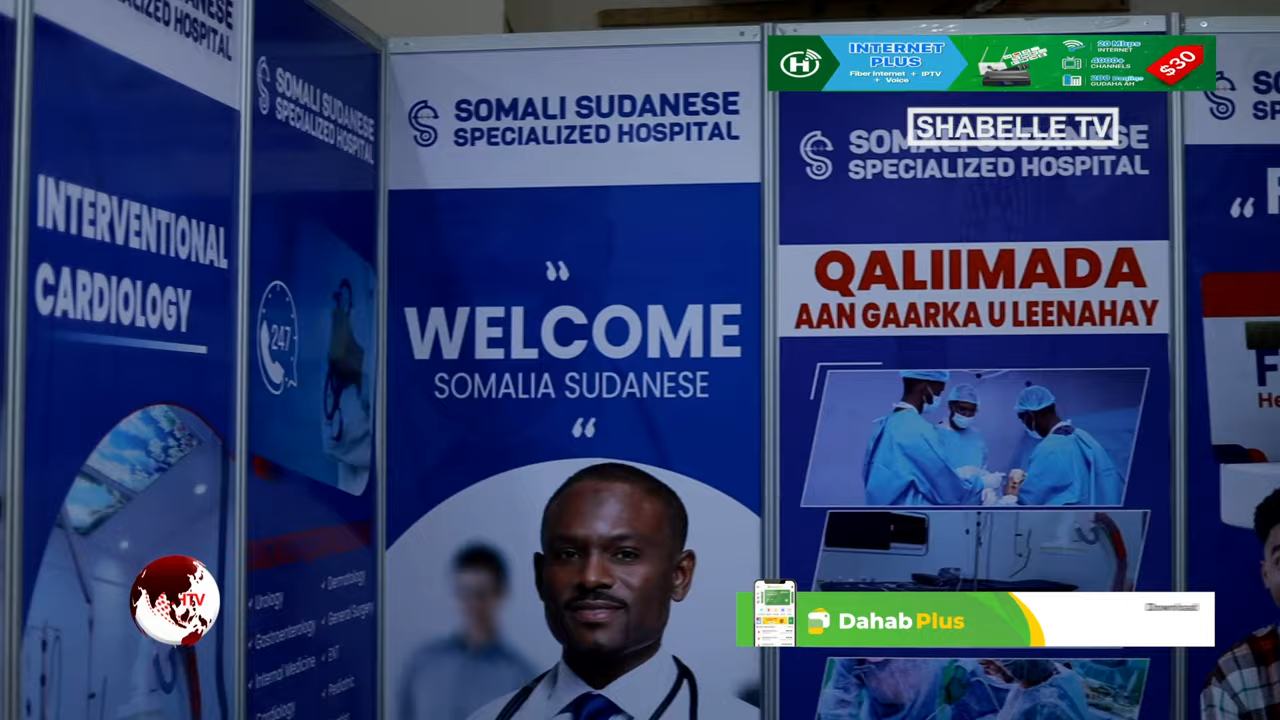 SUDANESE
SPECIALIZED HOSPITAL
INTERVENTIONAL
CARDIOLOGY
SOMALI SUDANESE
SPECIALIZED HOSPITAL
247
Urology
Gastroenterology
Internal Medicine
Cardiology
Dermatology
General Surgery
ENT
Pediatric
SOMALI SUDANESE
SPECIALIZED HOSPITAL
”
WELCOME
SOMALIA SUDANESE
“
INTERNET
PLUS
Fiber Internet + IPTV
+ Voice
20 Mbps
INTERNET
4000+
CHANNELS
GUDAHA AH
$30
SHABELLE TV
SOMALI SUDANESE
SPECIALIZED HOSPITAL
QALIIMADA
AAN GAARKA U LEENAHAY
“
HTV
Dahab Plus